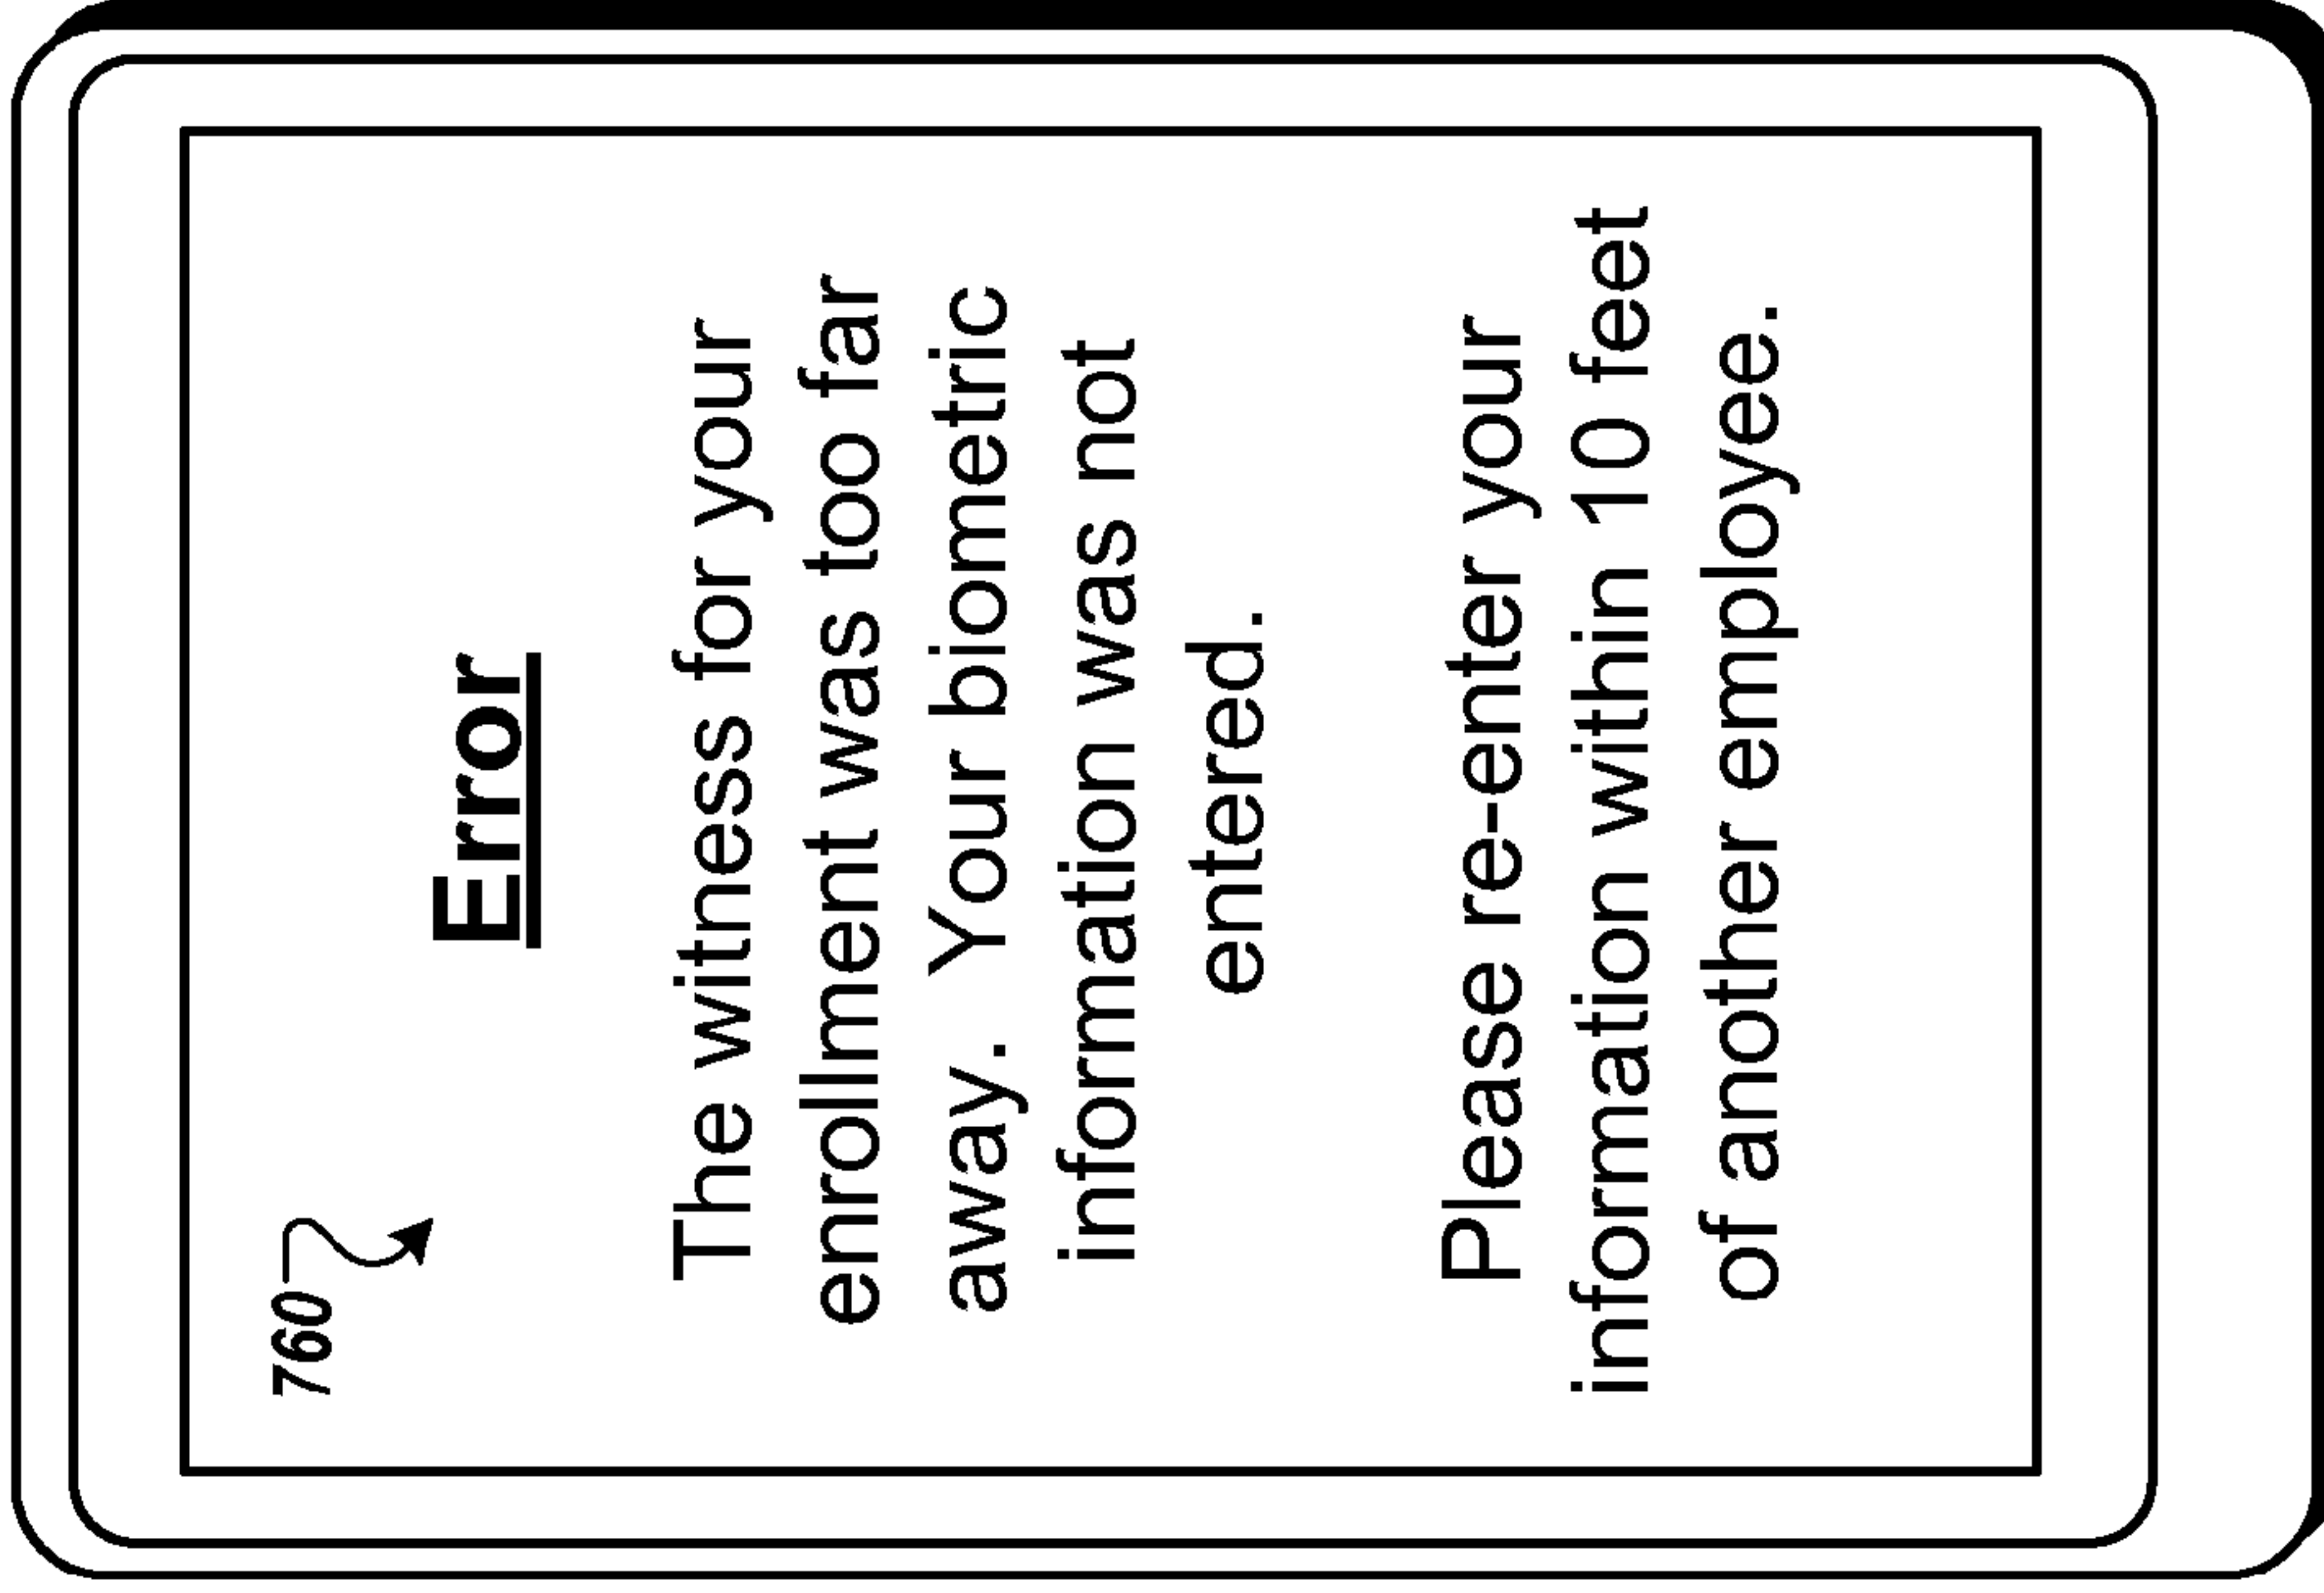 760
Error
The witness for your
enrollment was too far
away. Your biometric
information was not
entered.
Please re-enter your
information within 10 feet
of another employee.